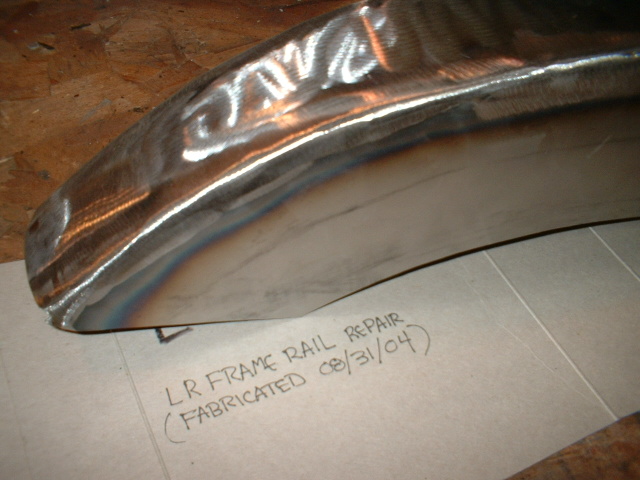 LR FRAME RAIL REPAIR
(FABRICATED 08/31/04)